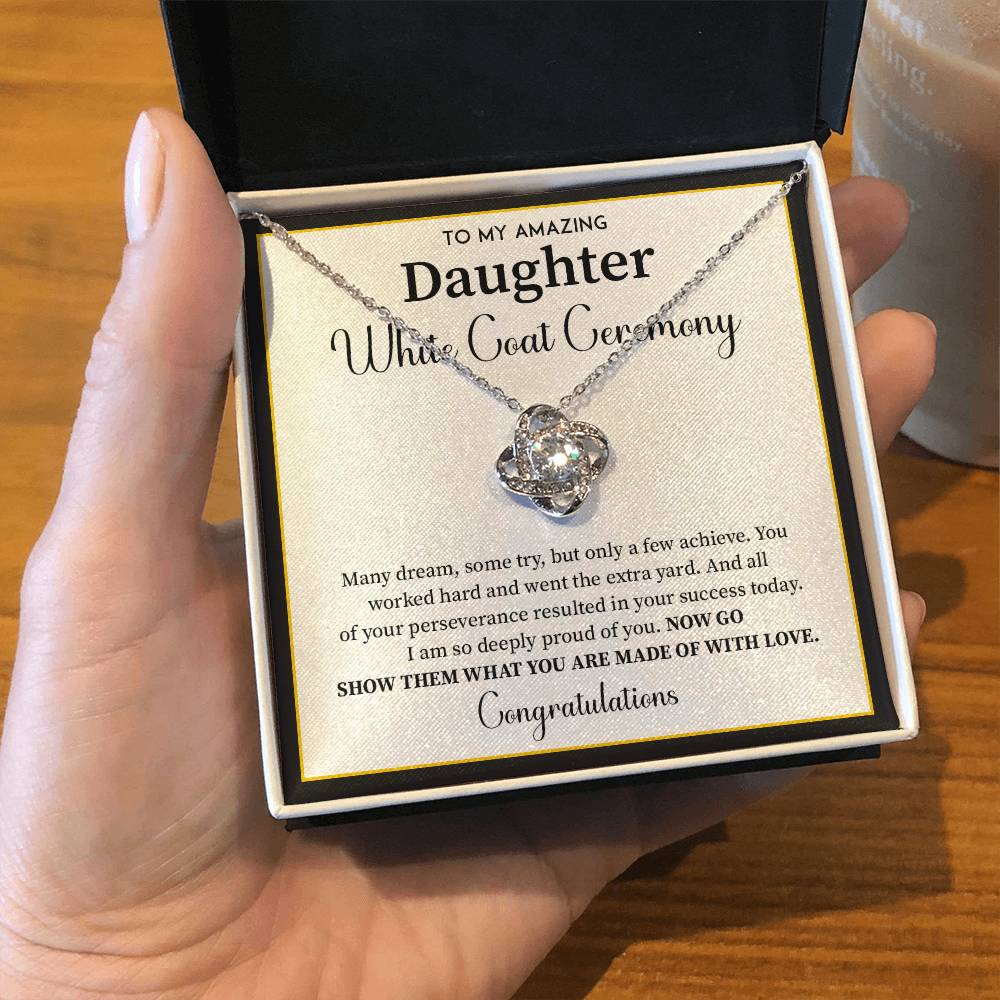 TO MY AMAZING
Daughter
White Coat Ceremony
Many dream, some try, but only a few achieve. You
worked hard and went the extra yard. And all
of your perseverance resulted in your success today.
I am so deeply proud of you. NOW GO
SHOW THEM WHAT YOU ARE MADE OF WITH LOVE.
Congratulations